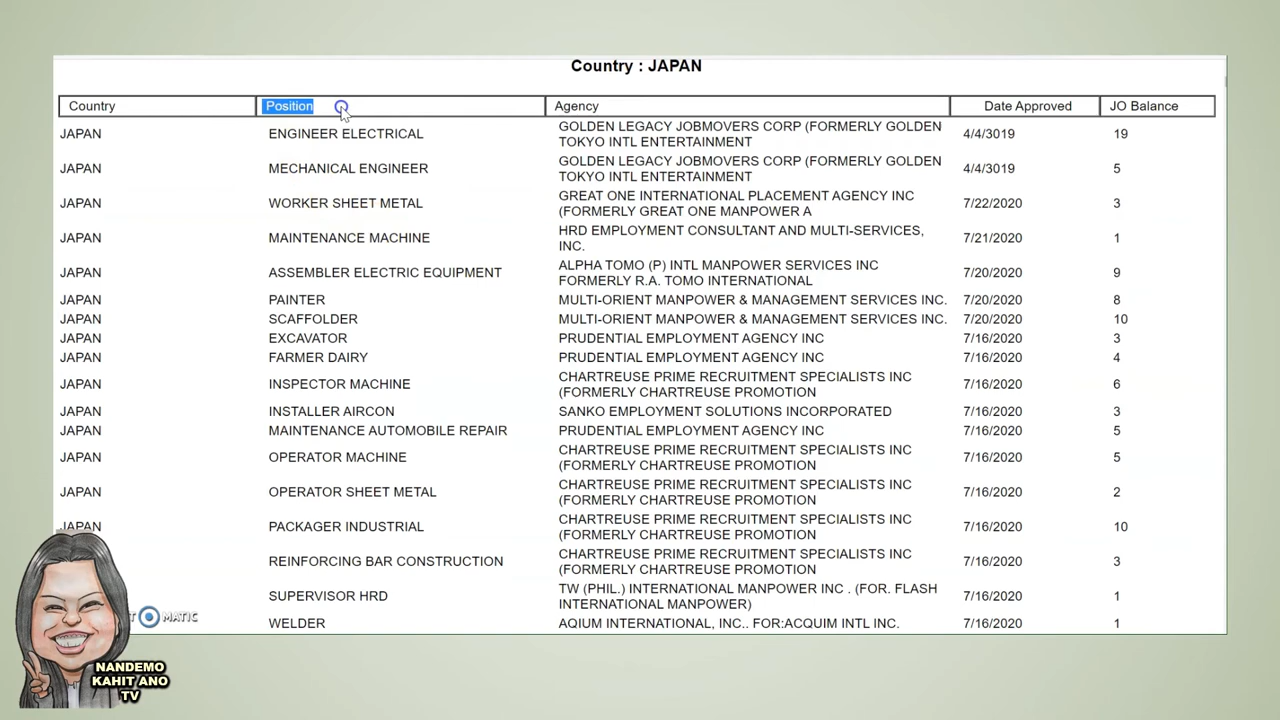 Country : JAPAN
Country Position Agency Date Approved JO Balance
JAPAN ENGINEER ELECTRICAL GOLDEN LEGACY JOBMOVERS CORP (FORMERLY GOLDEN TOKYO INTL ENTERTAINMENT 4/4/3019 19
JAPAN MECHANICAL ENGINEER GOLDEN LEGACY JOBMOVERS CORP (FORMERLY GOLDEN TOKYO INTL ENTERTAINMENT 4/4/3019 5
JAPAN WORKER SHEET METAL GREAT ONE INTERNATIONAL PLACEMENT AGENCY INC (FORMERLY GREAT ONE MANPOWER A 7/22/2020 3
JAPAN MAINTENANCE MACHINE HRD EMPLOYMENT CONSULTANT AND MULTI-SERVICES, INC. 7/21/2020 1
JAPAN ASSEMBLER ELECTRIC EQUIPMENT ALPHA TOMO (P) INTL MANPOWER SERVICES INC FORMERLY R.A. TOMO INTERNATIONAL 7/20/2020 9
JAPAN PAINTER MULTI-ORIENT MANPOWER & MANAGEMENT SERVICES INC. 7/20/2020 8
JAPAN SCAFFOLDER MULTI-ORIENT MANPOWER & MANAGEMENT SERVICES INC. 7/20/2020 10
JAPAN EXCAVATOR PRUDENTIAL EMPLOYMENT AGENCY INC 7/16/2020 3
JAPAN FARMER DAIRY PRUDENTIAL EMPLOYMENT AGENCY INC 7/16/2020 4
JAPAN INSPECTOR MACHINE CHARTREUSE PRIME RECRUITMENT SPECIALISTS INC (FORMERLY CHARTREUSE PROMOTION 7/16/2020 6
JAPAN INSTALLER AIRCON SANKO EMPLOYMENT SOLUTIONS INCORPORATED 7/16/2020 3
JAPAN MAINTENANCE AUTOMOBILE REPAIR PRUDENTIAL EMPLOYMENT AGENCY INC 7/16/2020 5
JAPAN OPERATOR MACHINE CHARTREUSE PRIME RECRUITMENT SPECIALISTS INC (FORMERLY CHARTREUSE PROMOTION 7/16/2020 5
JAPAN OPERATOR SHEET METAL CHARTREUSE PRIME RECRUITMENT SPECIALISTS INC (FORMERLY CHARTREUSE PROMOTION 7/16/2020 2
JAPAN PACKAGER INDUSTRIAL CHARTREUSE PRIME RECRUITMENT SPECIALISTS INC (FORMERLY CHARTREUSE PROMOTION 7/16/2020 10
REINFORCING BAR CONSTRUCTION CHARTREUSE PRIME RECRUITMENT SPECIALISTS INC (FORMERLY CHARTREUSE PROMOTION 7/16/2020 3
SUPERVISOR HRD TW (PHIL.) INTERNATIONAL MANPOWER INC . (FOR. FLASH INTERNATIONAL MANPOWER) 7/16/2020 1
WELDER AQIUM INTERNATIONAL, INC.. FOR:ACQUIM INTL INC. 7/16/2020 1
MATIC
NANDEMO
KAHIT ANO
TV